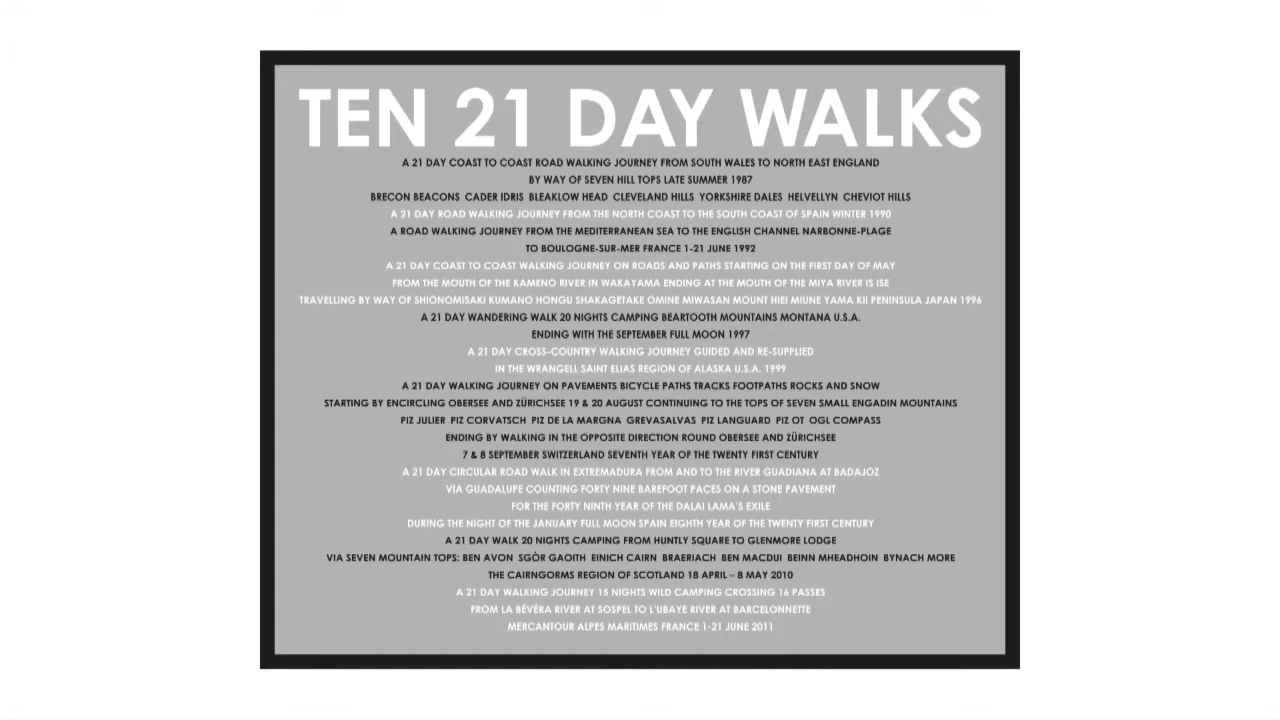 TEN 21 DAY WALKS
A 21 DAY COAST TO COAST ROAD WALKING JOURNEY FROM SOUTH WALES TO NORTH EAST ENGLAND
BY WAY OF SEVEN HILL TOPS LATE SUMMER 1987
BRECON BEACONS CADER IDRIS BLEAKLOW HEAD CLEVELAND HILLS YORKSHIRE DALES HELVELLYN CHEVIOT HILLS
A 21 DAY ROAD WALKING JOURNEY FROM THE NORTH COAST TO THE SOUTH COAST OF SPAIN WINTER 1990
A ROAD WALKING JOURNEY FROM THE MEDITERRANEAN SEA TO THE ENGLISH CHANNEL NARBONNE-PLAGE
TO BOULOGNE-SUR-MER FRANCE 1-21 JUNE 1992
A 21 DAY COAST TO COAST WALKING JOURNEY ON ROADS AND PATHS STARTING ON THE FIRST DAY OF MAY
FROM THE MOUTH OF THE KAMENO RIVER IN WAKAYAMA ENDING AT THE MOUTH OF THE MIYA RIVER IS ISE
TRAVELLING BY WAY OF SHIONOMISAKI KUMANO HONGU SHAKAGETAKE OMINE MIWASAN MOUNT HIEI MIUNE YAMA KII PENINSULA JAPAN 1996
A 21 DAY WANDERING WALK 20 NIGHTS CAMPING BEARTOOTH MOUNTAINS MONTANA U.S.A.
ENDING WITH THE SEPTEMBER FULL MOON 1997
A 21 DAY CROSS-COUNTRY WALKING JOURNEY GUIDED AND RE-SUPPLIED
IN THE WRANGELL SAINT ELIAS REGION OF ALASKA U.S.A. 1999
A 21 DAY WALKING JOURNEY ON PAVEMENTS BICYCLE PATHS TRACKS FOOTPATHS ROCKS AND SNOW
STARTING BY ENCIRCLING OBERSEE AND ZÜRICHSEE 19 & 20 AUGUST CONTINUING TO THE TOPS OF SEVEN SMALL ENGADIN MOUNTAINS
PIZ JULIER PIZ CORVATSCH PIZ DE LA MARGNA GREVASALVAS PIZ LANGUARD PIZ OT OGL COMPASS
ENDING BY WALKING IN THE OPPOSITE DIRECTION ROUND OBERSEE AND ZÜRICHSEE
7 & 8 SEPTEMBER SWITZERLAND SEVENTH YEAR OF THE TWENTY FIRST CENTURY
A 21 DAY CIRCULAR ROAD WALK IN EXTREMADURA FROM AND TO THE RIVER GUADIANA AT BADAJOZ
VIA GUADALUPE COUNTING FORTY NINE BAREFOOT PACES ON A STONE PAVEMENT
FOR THE FORTY NINTH YEAR OF THE DALAI LAMA'S EXILE
DURING THE NIGHT OF THE JANUARY FULL MOON SPAIN EIGHTH YEAR OF THE TWENTY FIRST CENTURY
A 21 DAY WALK 20 NIGHTS CAMPING FROM HUNTLY SQUARE TO GLENMORE LODGE
VIA SEVEN MOUNTAIN TOPS: BEN AVON SGÒR GAOITH EINICH CAIRN BRAERIACH BEN MACDUI BEINN MHEADHOIN BYNACH MORE
THE CAIRNGORMS REGION OF SCOTLAND 18 APRIL – 8 MAY 2010
A 21 DAY WALKING JOURNEY 15 NIGHTS WILD CAMPING CROSSING 16 PASSES
FROM LA BÉVÉRA RIVER AT SOSPEL TO L'UBAYE RIVER AT BARCELONNETTE
MERCANTOUR ALPES MARITIMES FRANCE 1-21 JUNE 2011